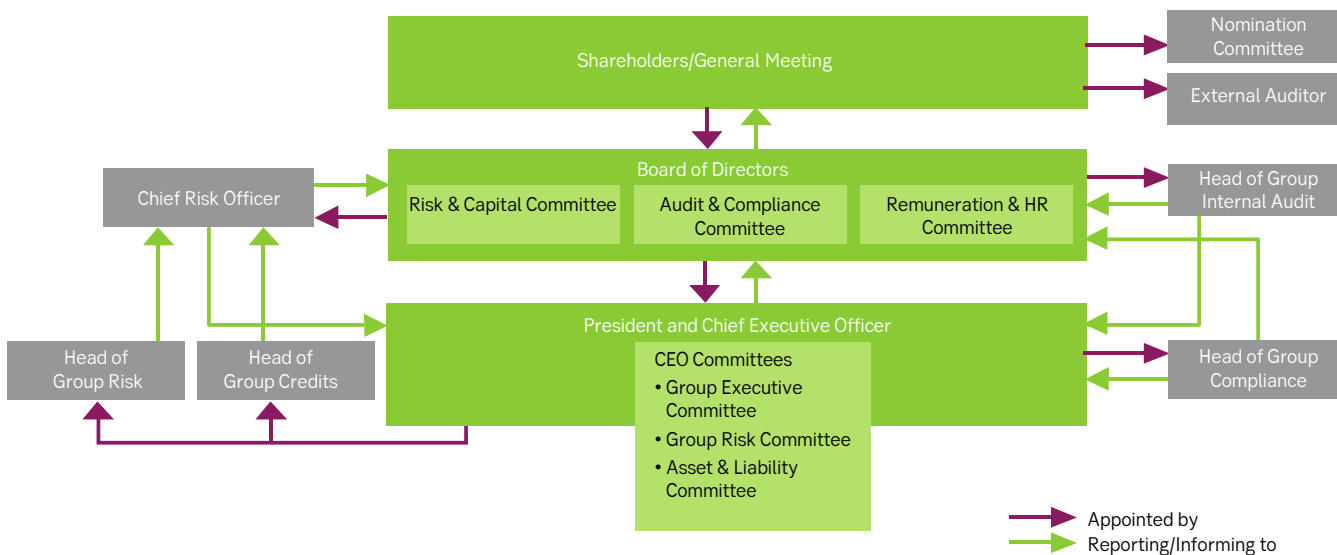 Shareholders/General Meeting
Nomination
Committee
External Auditor
Board of Directors
Risk & Capital Committee
Audit & Compliance
Committee
Remuneration & HR
Committee
Chief Risk Officer
Head of Group
Internal Audit
President and Chief Executive Officer
CEO Committees
• Group Executive
Committee
• Group Risk Committee
• Asset & Liability
Committee
Head of
Group Risk
Head of
Group Credits
Head of Group
Compliance
Appointed by
Reporting/Informing to